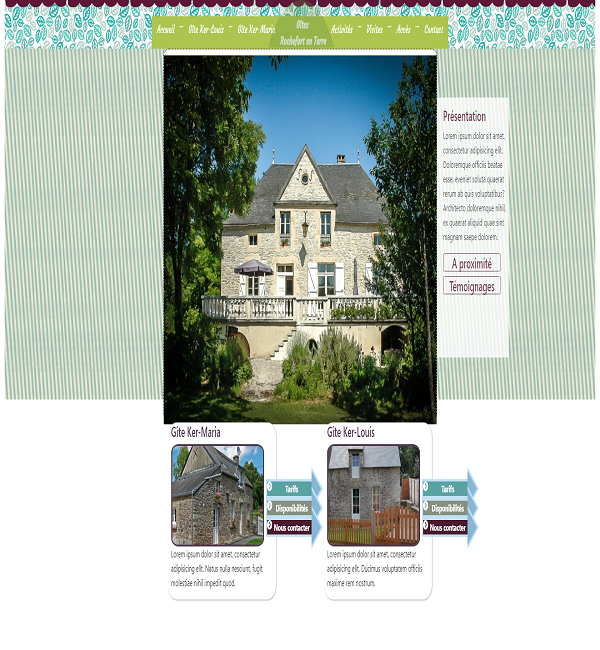 Accueil
Gîte Ker-Louis
Gîte Ker-Maria
Gîtes
Rochefort en Terre
Activités
Visites
Accès
Contact
Présentation
Lorem ipsum dolor sit amet,
consectetur adipisicing elit.
Doloremque officiis beatae
esse, eveniet soluta quaerat
rerum ab quis voluptatibus?
Architecto doloremque nihil,
ex quaerat aliquid quae sint
magnam saepe dolorem.
A proximité
Témoignages
Gîte Ker-Maria
Tarifs
Disponibilités
Nous contacter
Lorem ipsum dolor sit amet, consectetur
adipisicing elit. Natus nulla nesciunt, fugit
molestiae nihil impedit quod.
Gîte Ker-Louis
Tarifs
Disponibilités
Nous contacter
Lorem ipsum dolor sit amet, consectetur
adipisicing elit. Ducimus voluptatem officiis
maxime rem nostrum.